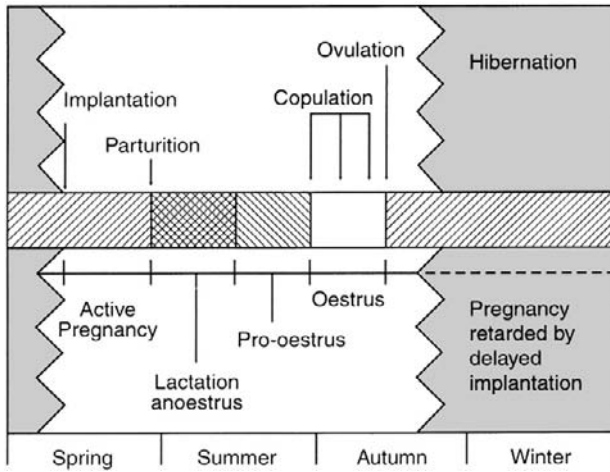 Ovulation
Hibernation
Copulation
Implantation
Parturition
Active
Pregnancy
Oestrus
Pro-oestrus
Lactation
anoestrus
Pregnancy
retarded by
delayed
implantation
Spring
Summer
Autumn
Winter